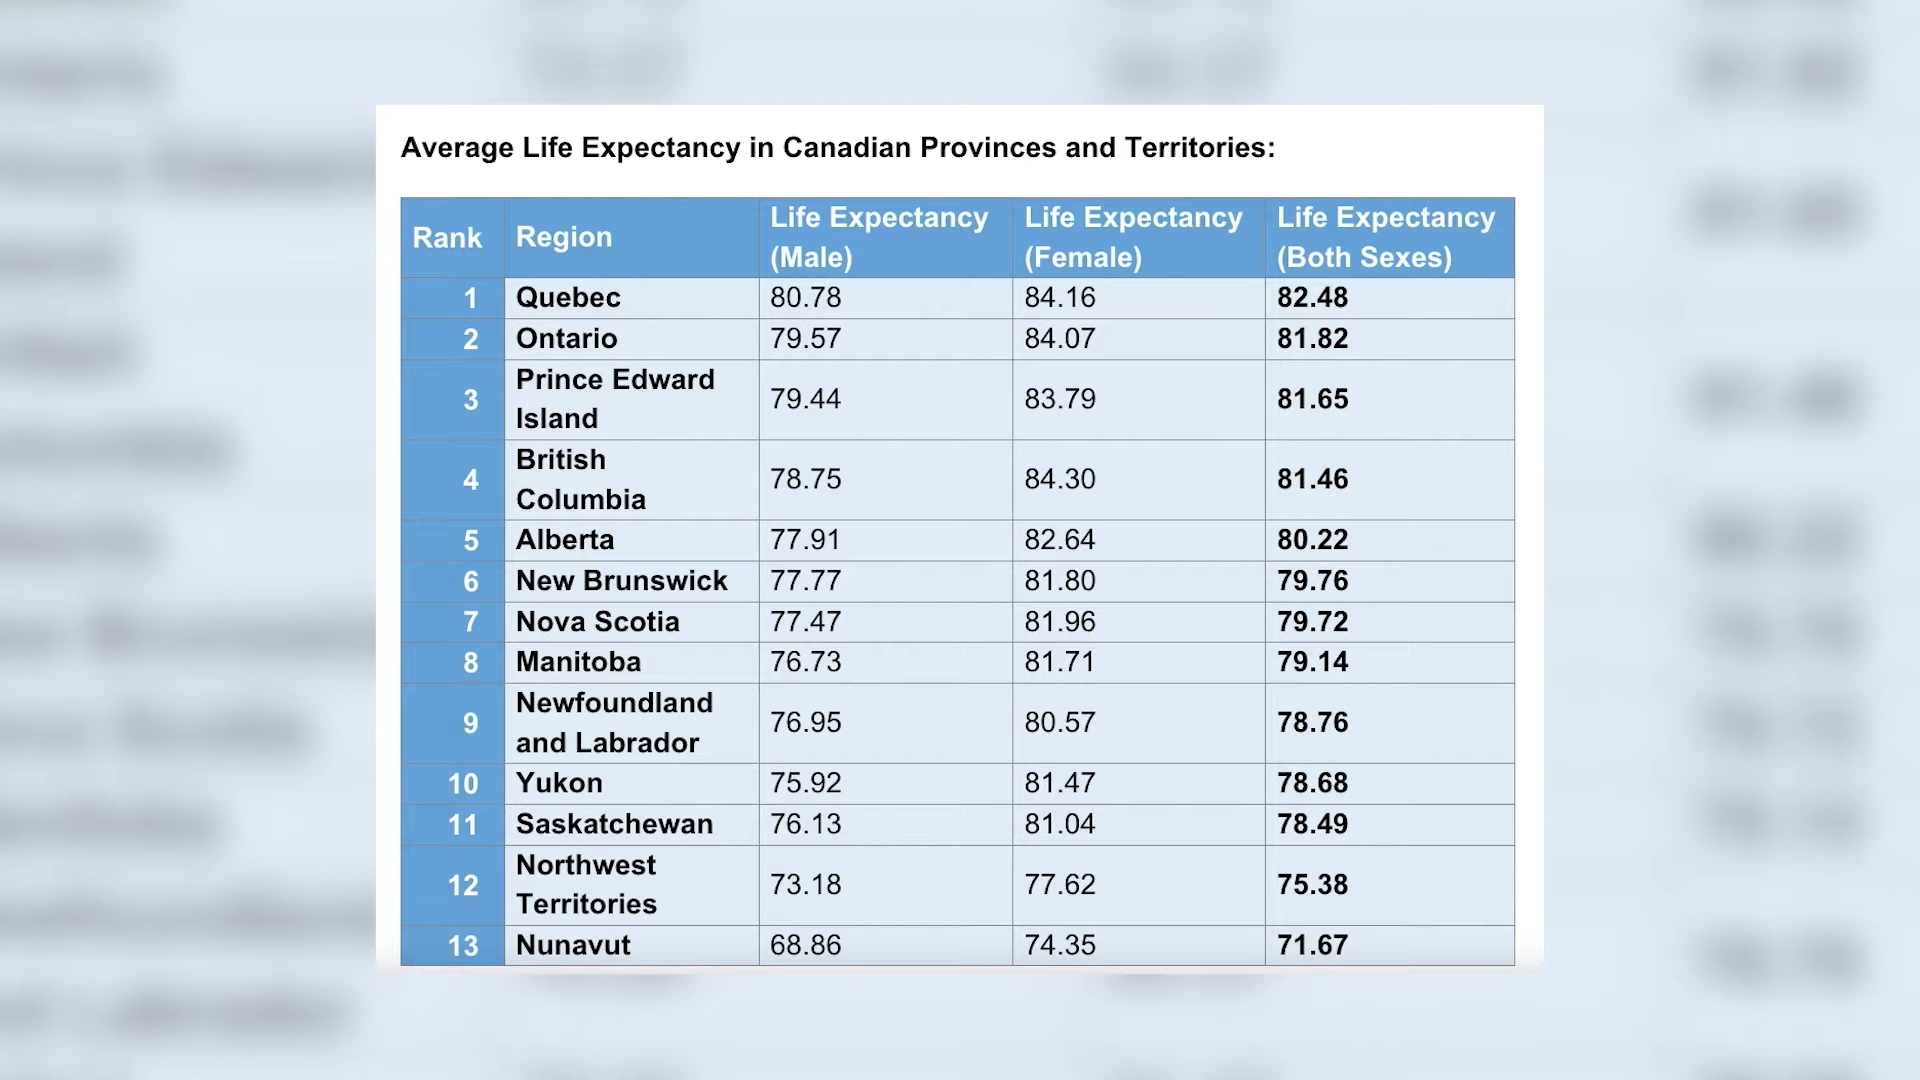 Average Life Expectancy in Canadian Provinces and Territories:
Rank Region Life Expectancy (Male) Life Expectancy (Female) Life Expectancy (Both Sexes)
1 Quebec 80.78 84.16 82.48
2 Ontario 79.57 84.07 81.82
3 Prince Edward Island 79.44 83.79 81.65
4 British Columbia 78.75 84.30 81.46
5 Alberta 77.91 82.64 80.22
6 New Brunswick 77.77 81.80 79.76
7 Nova Scotia 77.47 81.96 79.72
8 Manitoba 76.73 81.71 79.14
9 Newfoundland and Labrador 76.95 80.57 78.76
10 Yukon 75.92 81.47 78.68
11 Saskatchewan 76.13 81.04 78.49
12 Northwest Territories 73.18 77.62 75.38
13 Nunavut 68.86 74.35 71.67